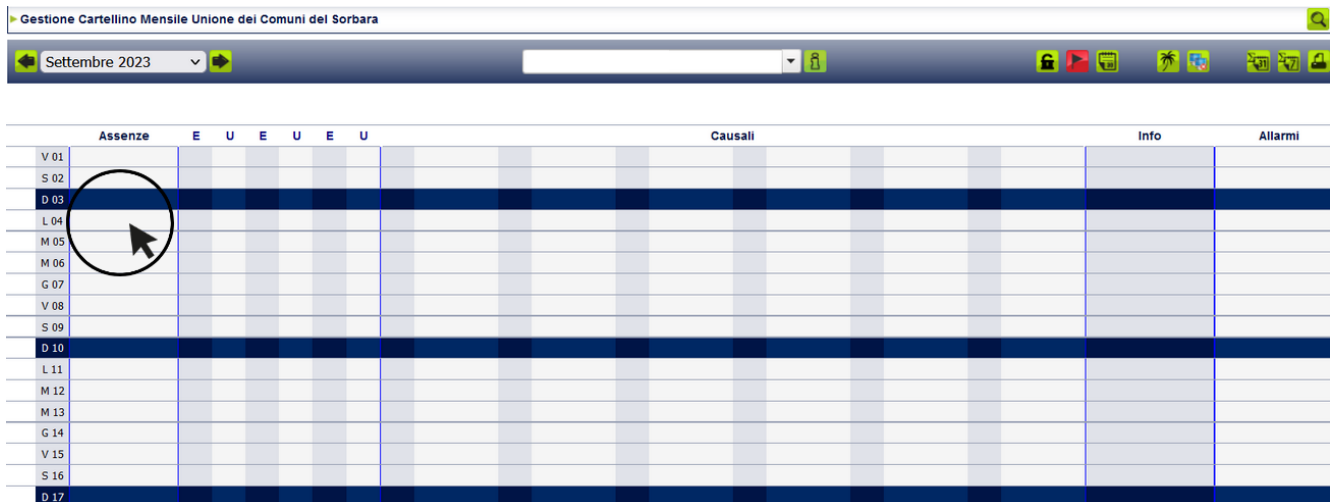 Gestione Cartellino Mensile Unione dei Comuni del Sorbara
Settembre 2023
Assenze E U E U E U Causali Info Allarmi
V 01
S 02
D 03
L 04
M 05
M 06
G 07
V 08
S 09
D 10
L 11
M 12
M 13
G 14
V 15
S 16
D 17